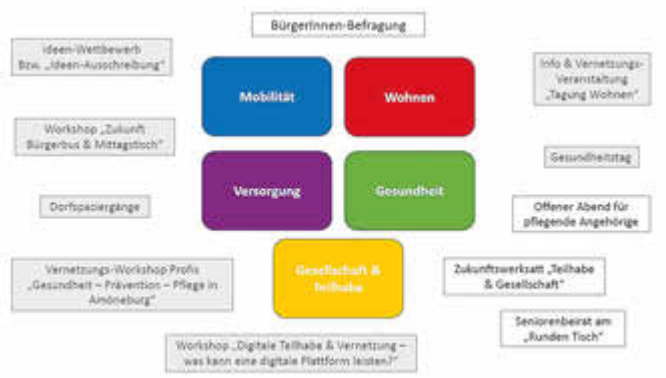 BürgerInnen-Befragung
Ideen-Wettbewerb
Bzw. „Ideen-Ausschreibung"
Mobilität
Wohnen
Info & Vernetzungs-
Veranstaltung
„Tagung Wohnen"
Workshop „Zukunft
Bürgerbus & Mittagstisch"
Gesundheitstag
Versorgung
Gesundheit
Dorfspaziergänge
Offener Abend für
pflegende Angehörige
Gesellschaft &
Teilhabe
Vernetzungs-Workshop Profis
„Gesundheit – Prävention – Pflege in
Amöneburg"
Zukunftswerksatt „Teilhabe
& Gesellschaft"
Seniorenbeirat am
„Runden Tisch"
Workshop „Digitale Teilhabe & Vernetzung –
was kann eine digitale Plattform leisten?"